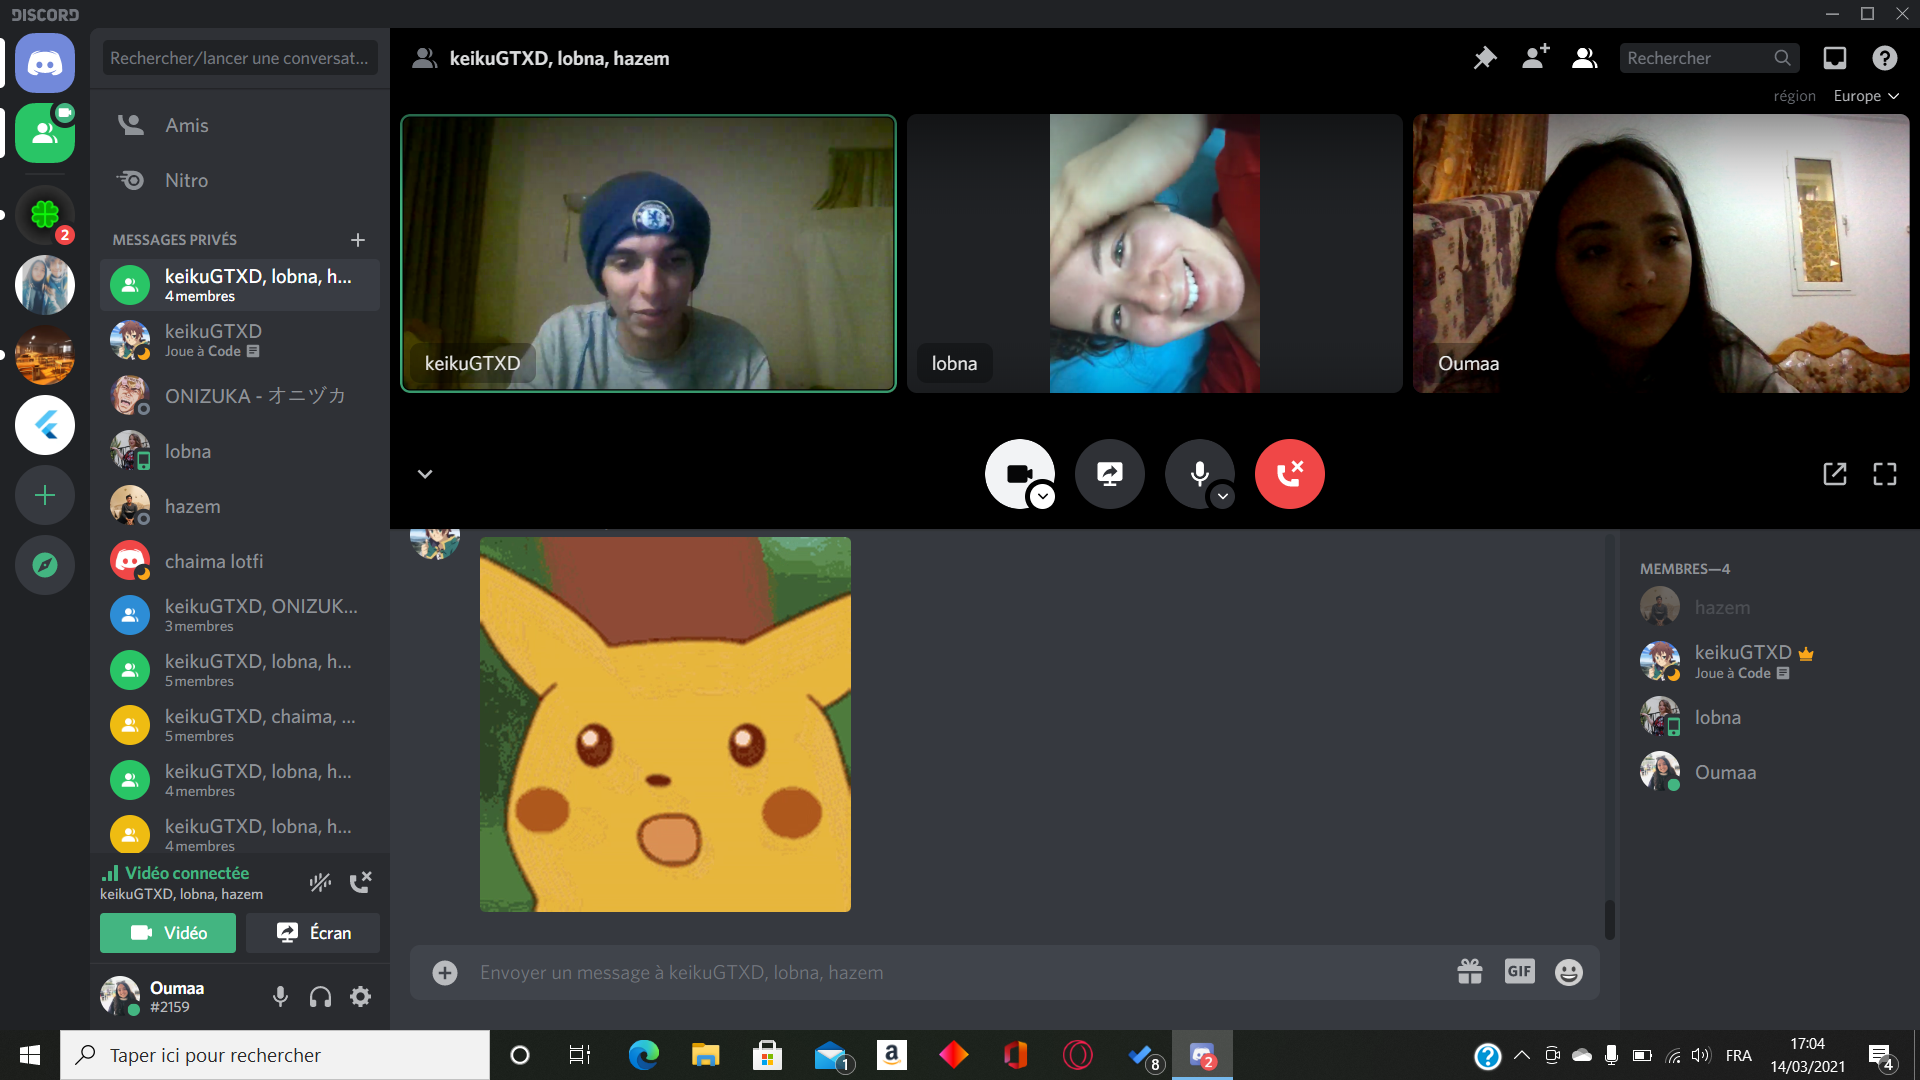 DISCORD
Rechercher/lancer une conversat...
keikuGTXD, lobna, hazem
Rechercher
région Europe
Amis
Nitro
MESSAGES PRIVÉS
keikuGTXD, lobna, h...
4 membres
keikuGTXD
Joue à Code
ONIZUKA - オニヅカ
lobna
hazem
chaima lotfi
keikuGTXD, ONIZUK...
3 membres
keikuGTXD, lobna, h...
5 membres
keikuGTXD, chaima, ...
5 membres
keikuGTXD, lobna, h...
4 membres
keikuGTXD, lobna, h...
4 membres
2
keikuGTXD
lobna
Oumaa
MEMBRES—4
hazem
keikuGTXD
Joue à Code
lobna
Oumaa
Vidéo connectée
keikuGTXD, lobna, hazem
Vidéo
Écran
Oumaa
#2159
Envoyer un message à keikuGTXD, lobna, hazem
GIF
Taper ici pour rechercher
1
a
8
2
FRA
17:04
14/03/2021
4